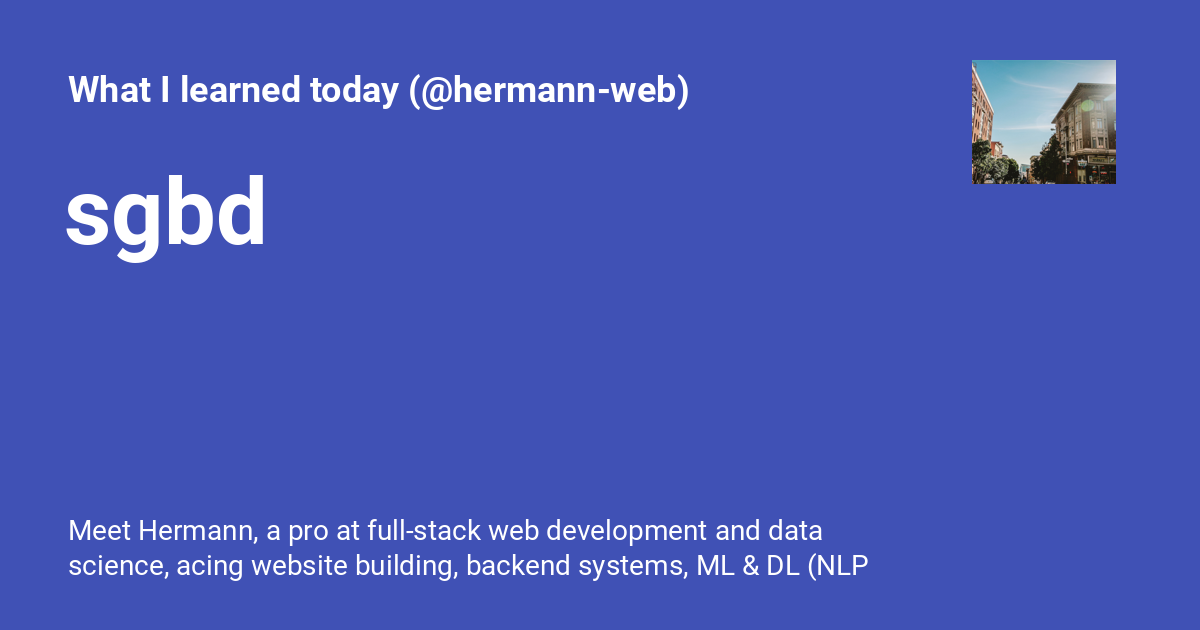 What I learned today (@hermann-web)
sgbd
Meet Hermann, a pro at full-stack web development and data
science, acing website building, backend systems, ML & DL (NLP